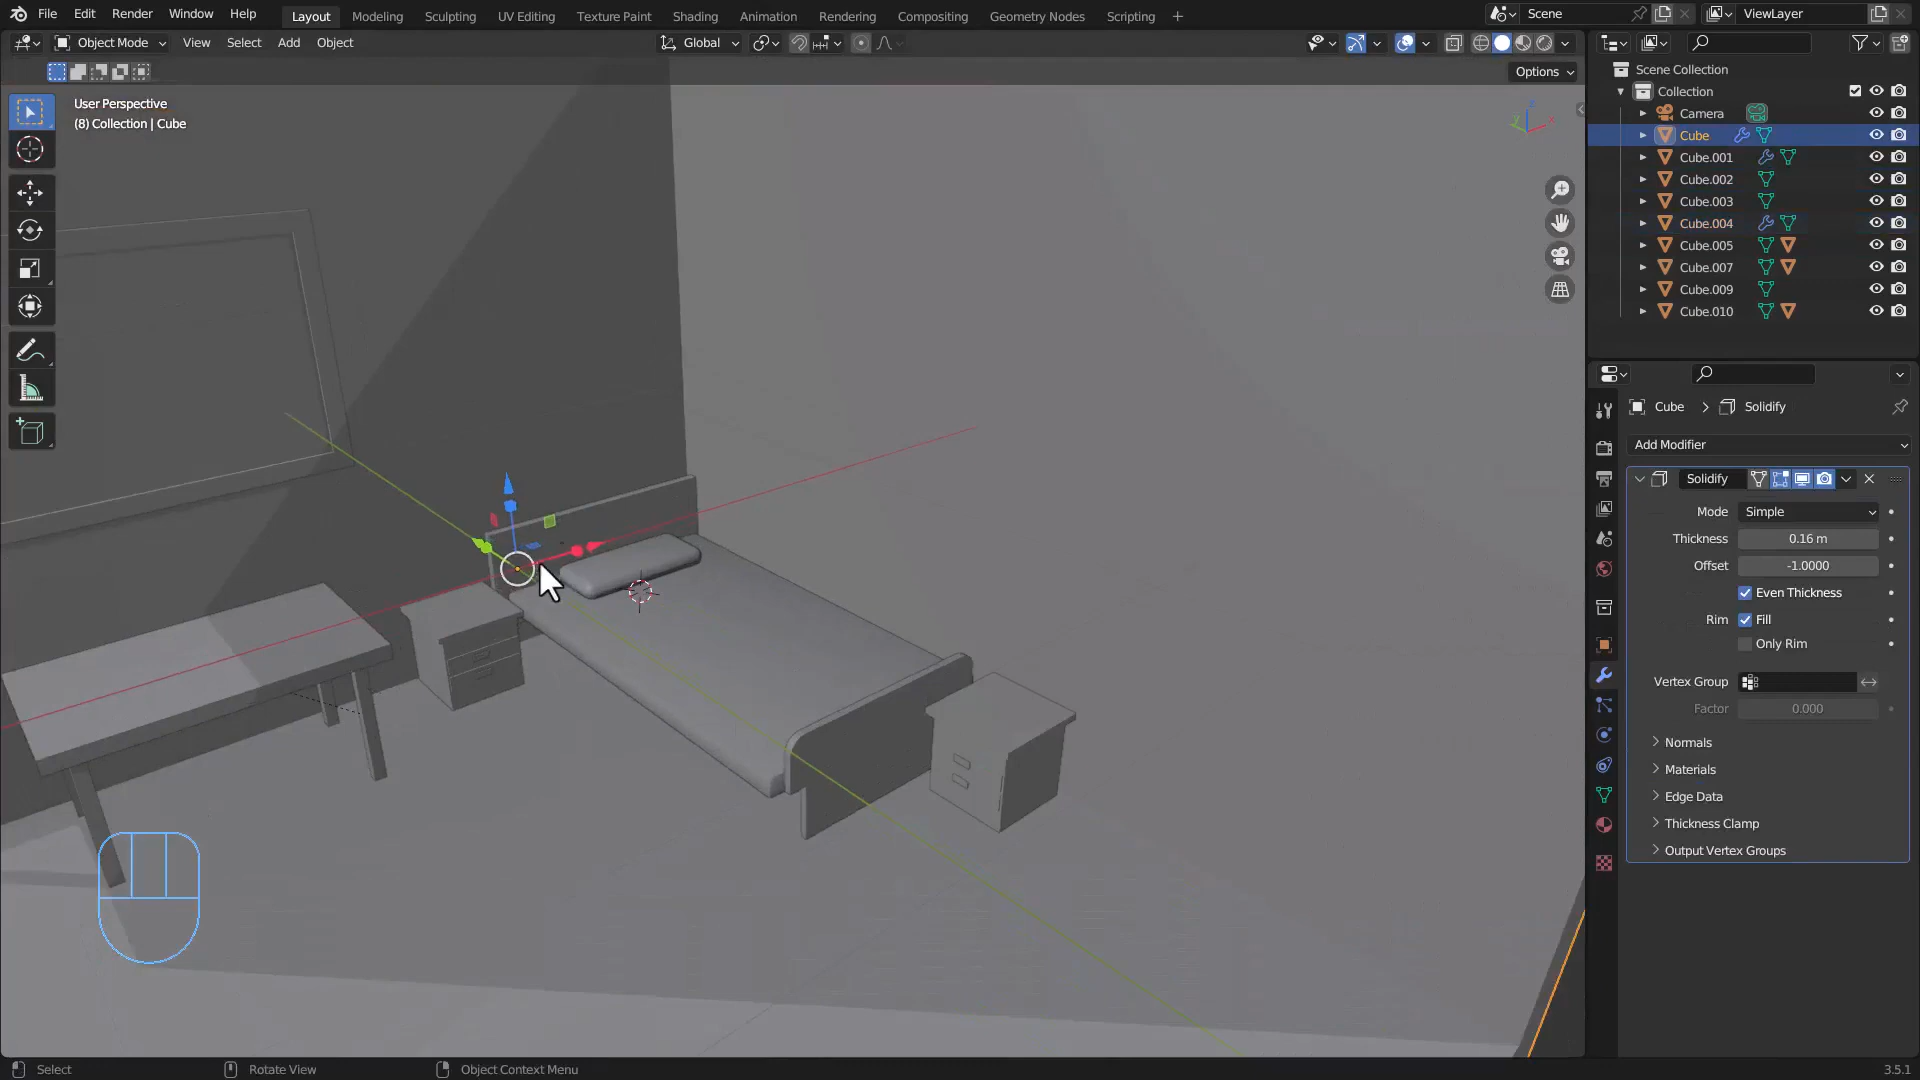 File Edit Render Window Help Layout Modeling Sculpting UV Editing Texture Paint Shading Animation Rendering Compositing Geometry Nodes Scripting + Scene ViewLayer
Object Mode View Select Add Object Global
Options
User Perspective
(8) Collection | Cube
Z
Y
X
Scene Collection
Collection
Camera
Cube
Cube.001
Cube.002
Cube.003
Cube.004
Cube.005
Cube.007
Cube.009
Cube.010
Cube > Solidify
Add Modifier
Solidify
Mode Simple
Thickness 0.16 m
Offset -1.0000
Even Thickness
Rim Fill
Only Rim
Vertex Group
Factor 0.000
Normals
Materials
Edge Data
Thickness Clamp
Output Vertex Groups
Select Rotate View Object Context Menu 3.5.1